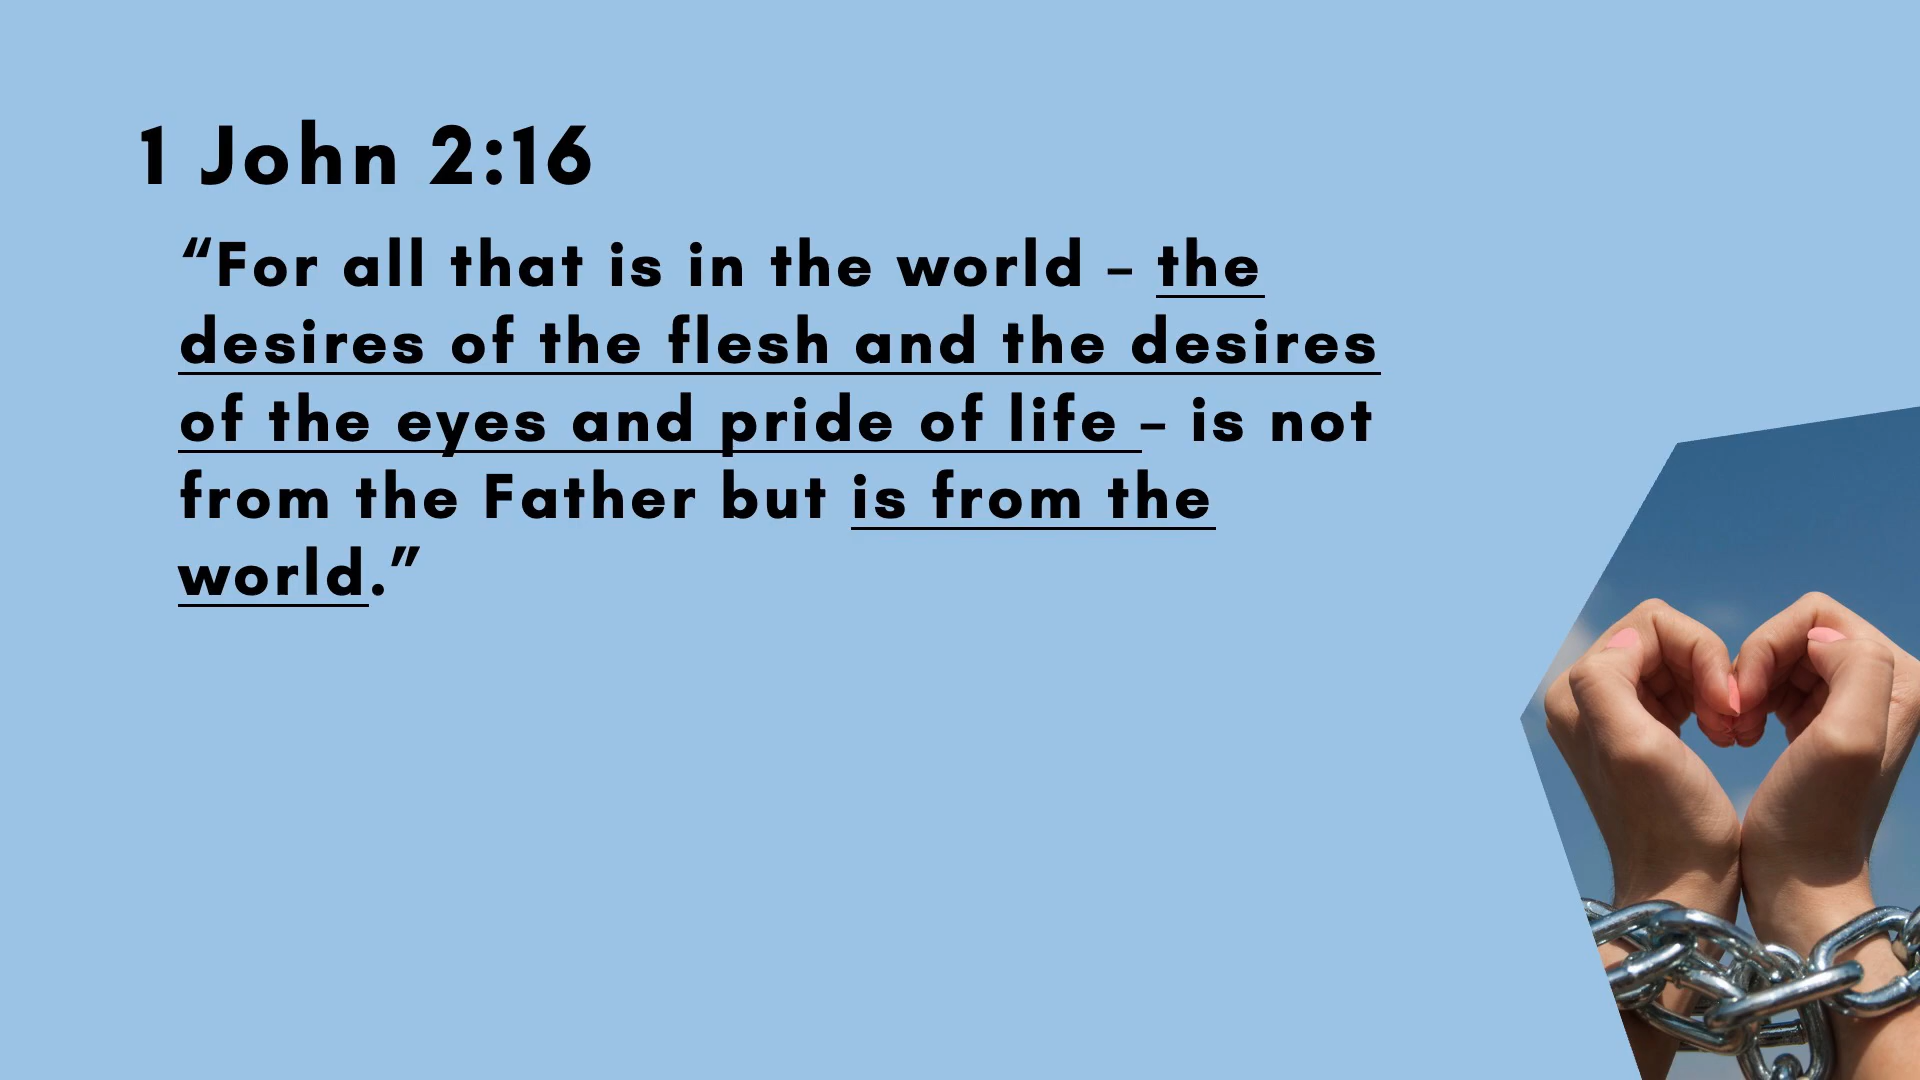 1 John 2:16
“For all that is in the world – the
desires of the flesh and the desires
of the eyes and pride of life – is not
from the Father but is from the
world.”